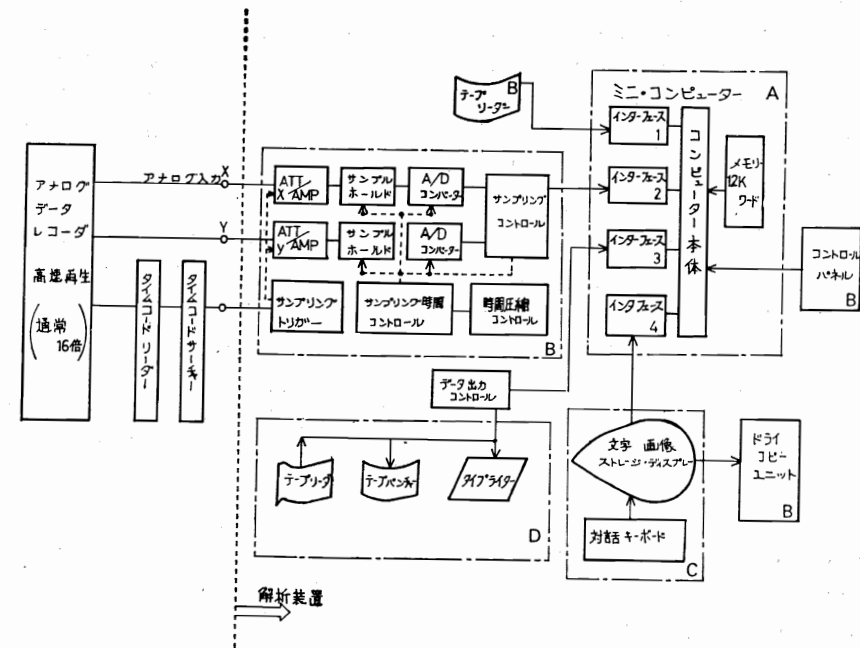 アナログ
データ
レコーダ
高速再生
(通常
16倍)
タイムコードリーダー
タイムコードサーチャー
アナログ入力
X
Y
ATT
X AMP
サンプル
ホールド
A/D
コンバーター
サンプリング
コントロール
ATT
y AMP
サンプル
ホールド
A/D
コンバーター
サンプリング
トリガー
サンプリング時間
コントロール
時間圧縮
コントロール
B
テープ
リーダー
B
ミニ・コンピューター
A
インターフェース
1
インターフェース
2
インターフェース
3
インタフェース
4
コンピューター本体
メモリー
12K
ワード
コントロール
パネル
B
データ出力
コントロール
テープリーダ
テープパンチャー
タイプライター
D
文字 画像
ストレージ・ディスプレー
対話キーボード
C
ドライ
コピー
ユニット
B
解析装置